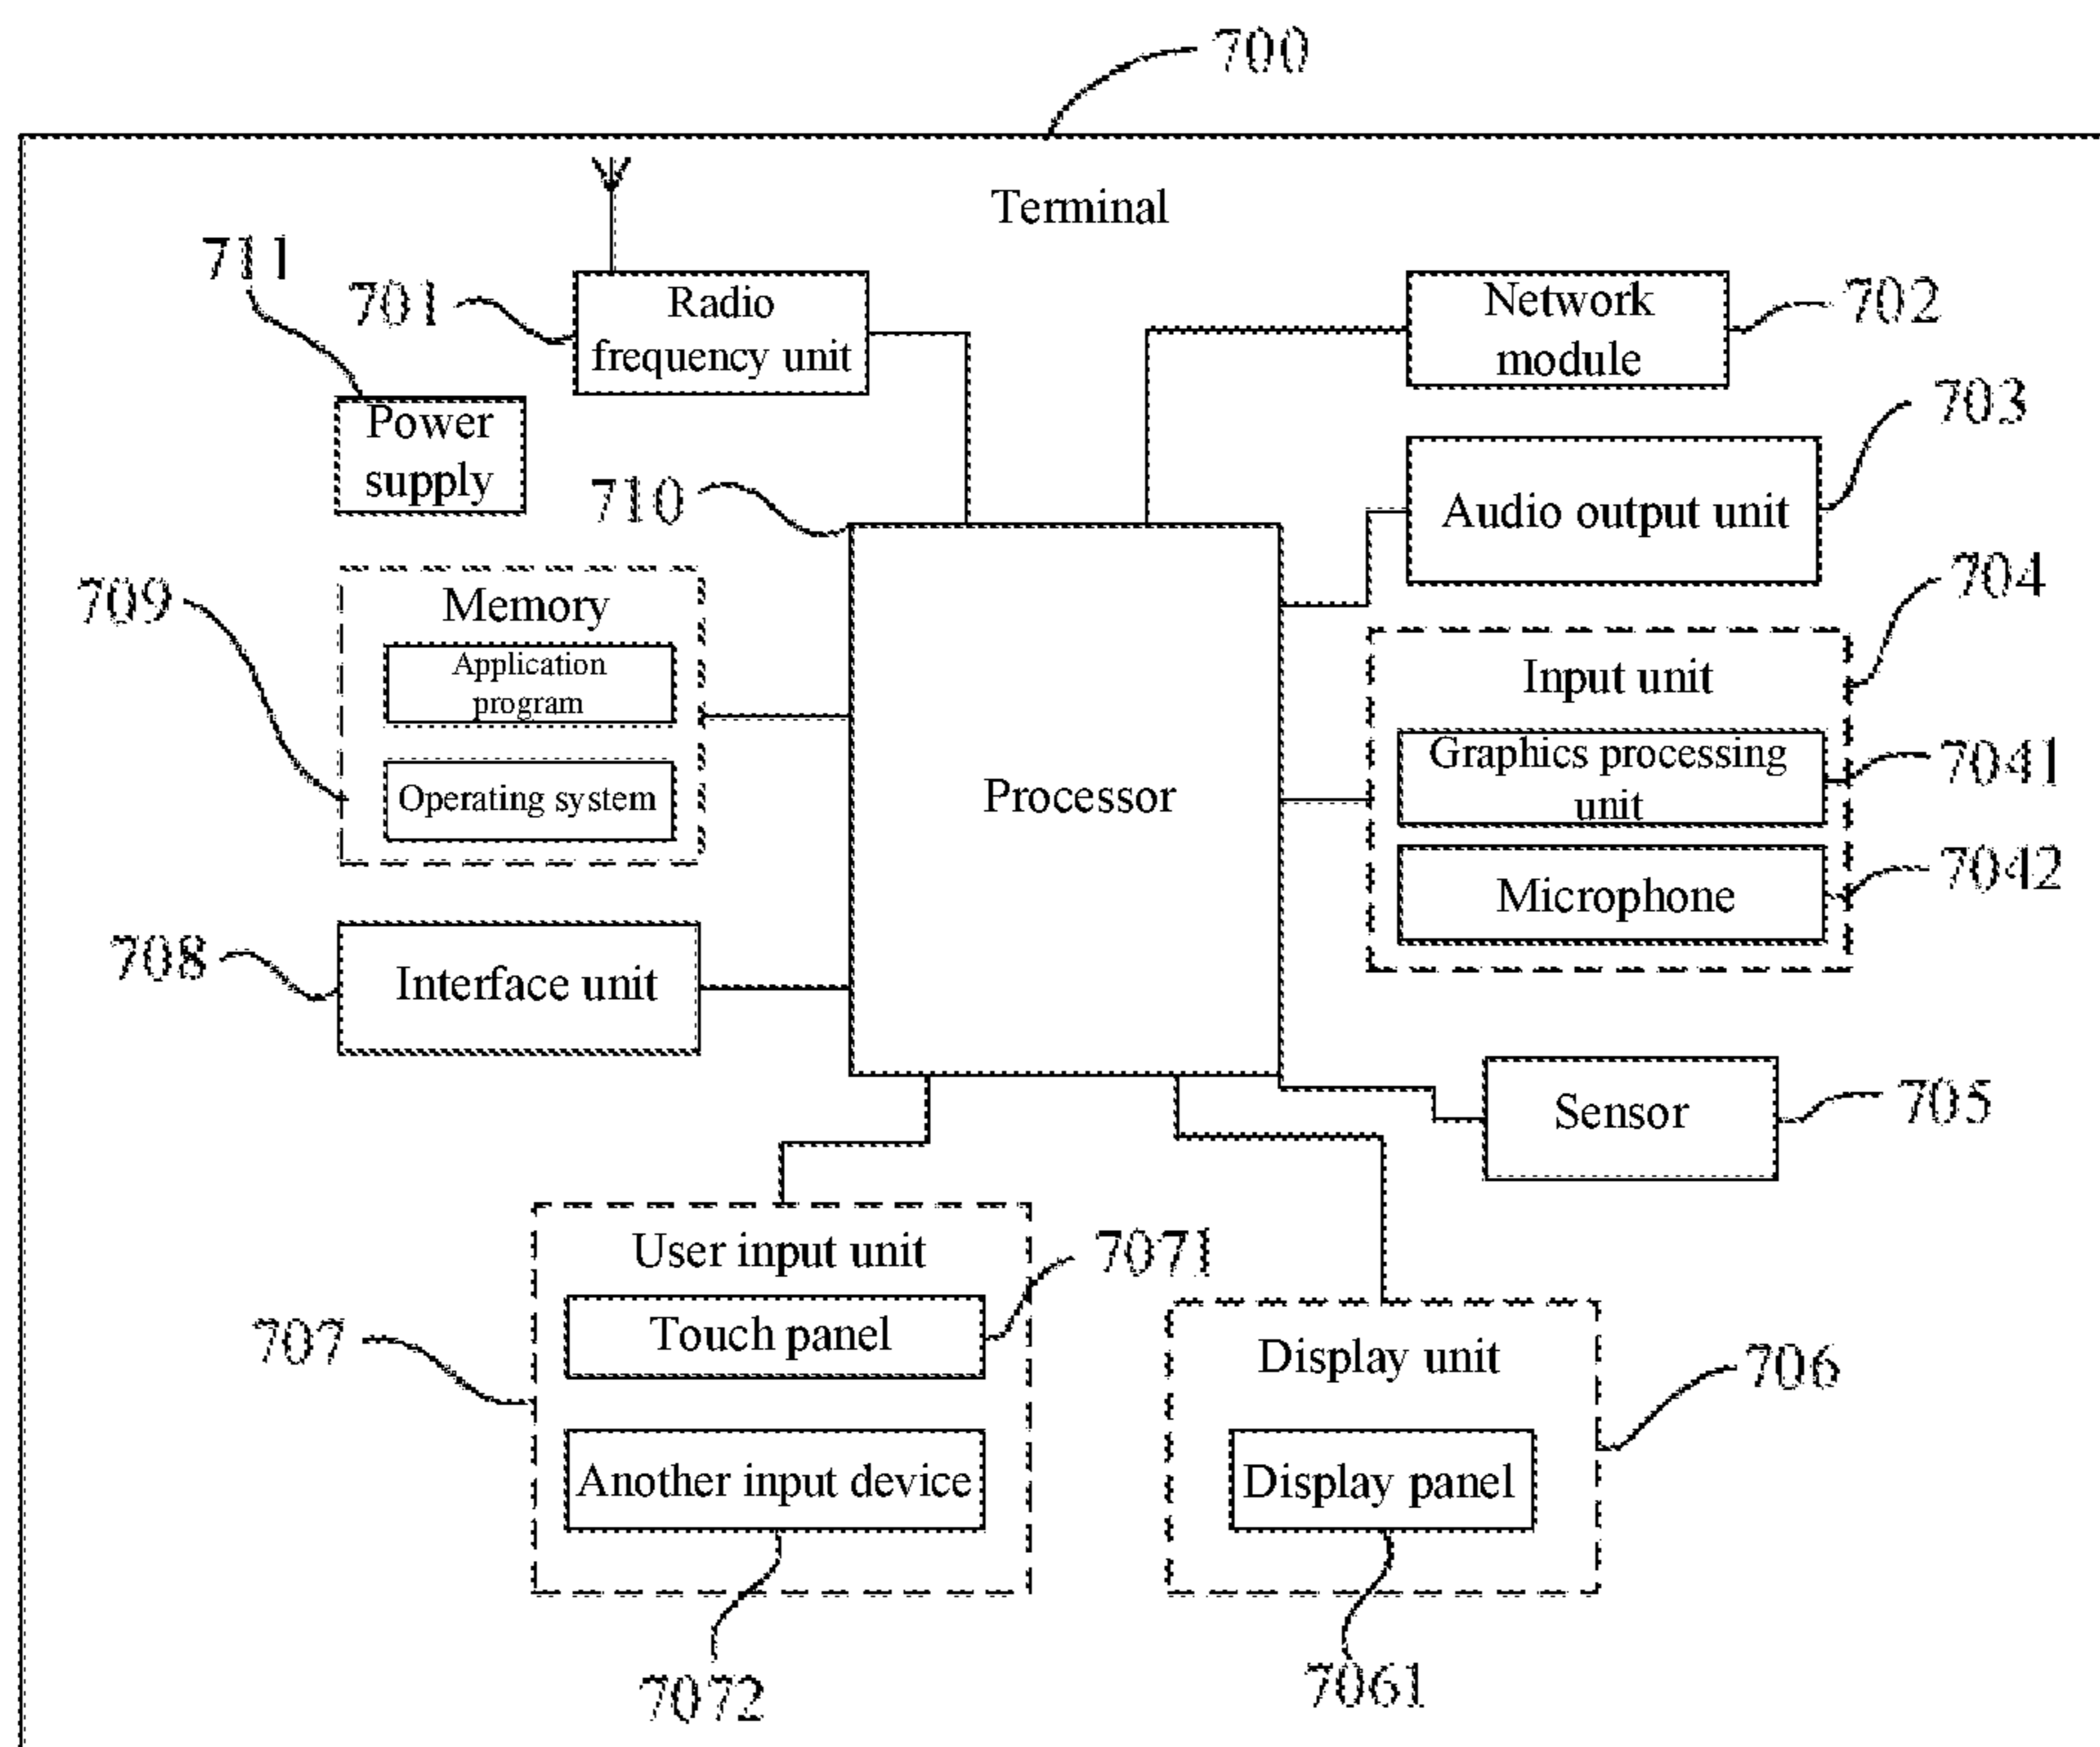 700
Terminal
711
701
Radio
frequency unit
Network
module
702
Power
supply
703
Audio output unit
710
709
Memory
Application
program
Operating system
Processor
704
Input unit
Graphics processing
unit
7041
Microphone
7042
708
Interface unit
Sensor
705
User input unit
7071
Touch panel
707
Another input device
7072
Display unit
706
Display panel
7061